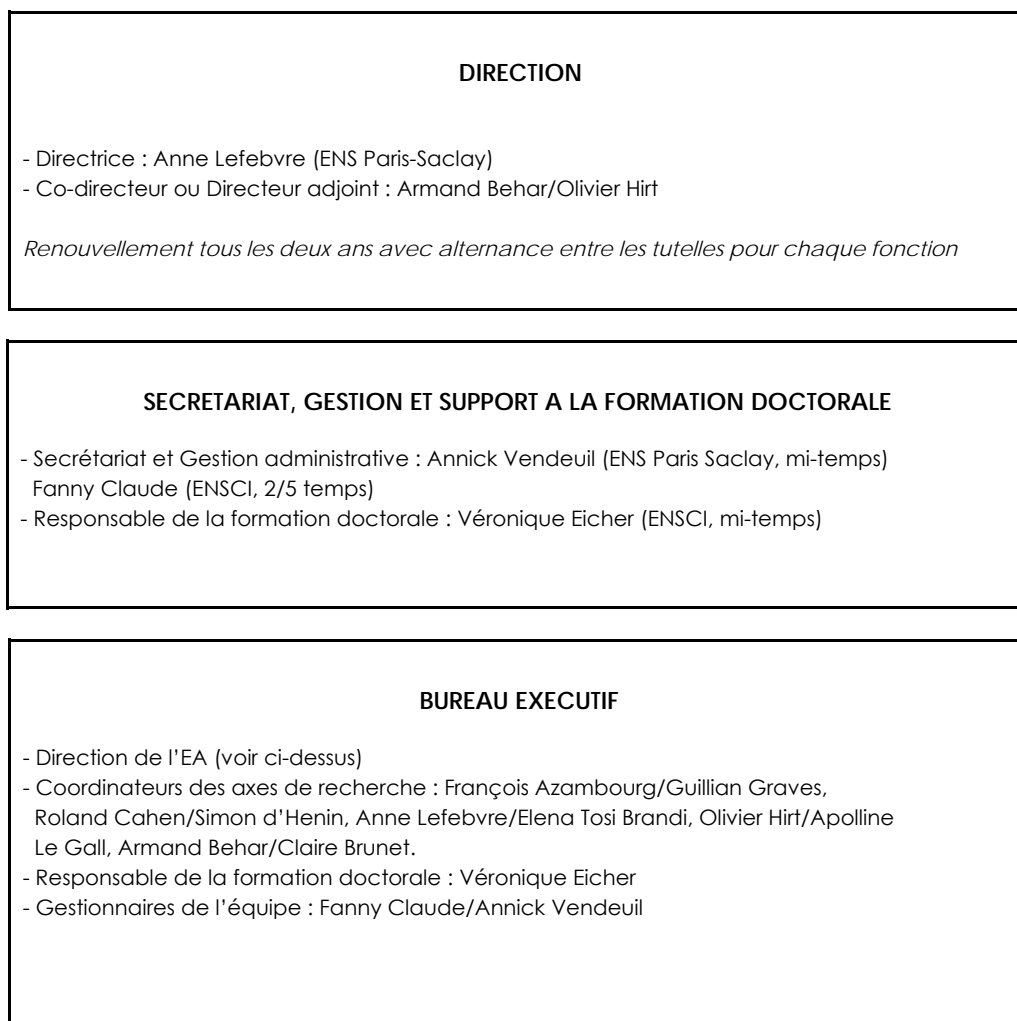 DIRECTION
- Directrice : Anne Lefebvre (ENS Paris-Saclay)
- Co-directeur ou Directeur adjoint : Armand Behar/Olivier Hirt
Renouvellement tous les deux ans avec alternance entre les tutelles pour chaque fonction
SECRETARIAT, GESTION ET SUPPORT A LA FORMATION DOCTORALE
- Secrétariat et Gestion administrative : Annick Vendeuil (ENS Paris Saclay, mi-temps)
Fanny Claude (ENSCI, 2/5 temps)
- Responsable de la formation doctorale : Véronique Eicher (ENSCI, mi-temps)
BUREAU EXECUTIF
- Direction de l’EA (voir ci-dessus)
- Coordinateurs des axes de recherche : François Azambourg/Guillian Graves,
Roland Cahen/Simon d’Henin, Anne Lefebvre/Elena Tosi Brandi, Olivier Hirt/Apolline
Le Gall, Armand Behar/Claire Brunet.
- Responsable de la formation doctorale : Véronique Eicher
- Gestionnaires de l’équipe : Fanny Claude/Annick Vendeuil